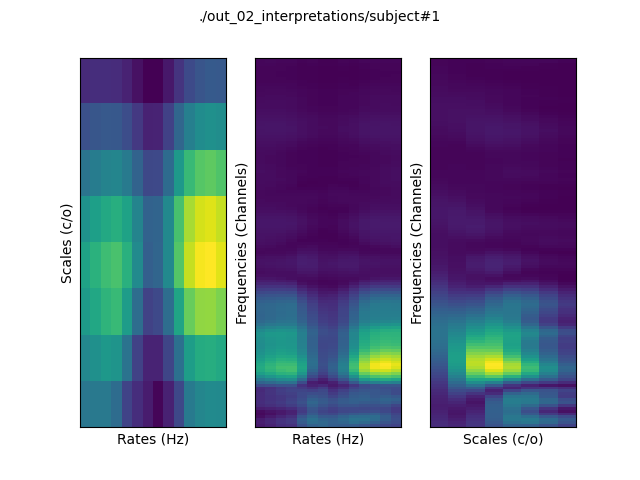 ./out_02_interpretations/subject#1
Scales (c/o)
Rates (Hz)
Frequencies (Channels)
Rates (Hz)
Frequencies (Channels)
Scales (c/o)